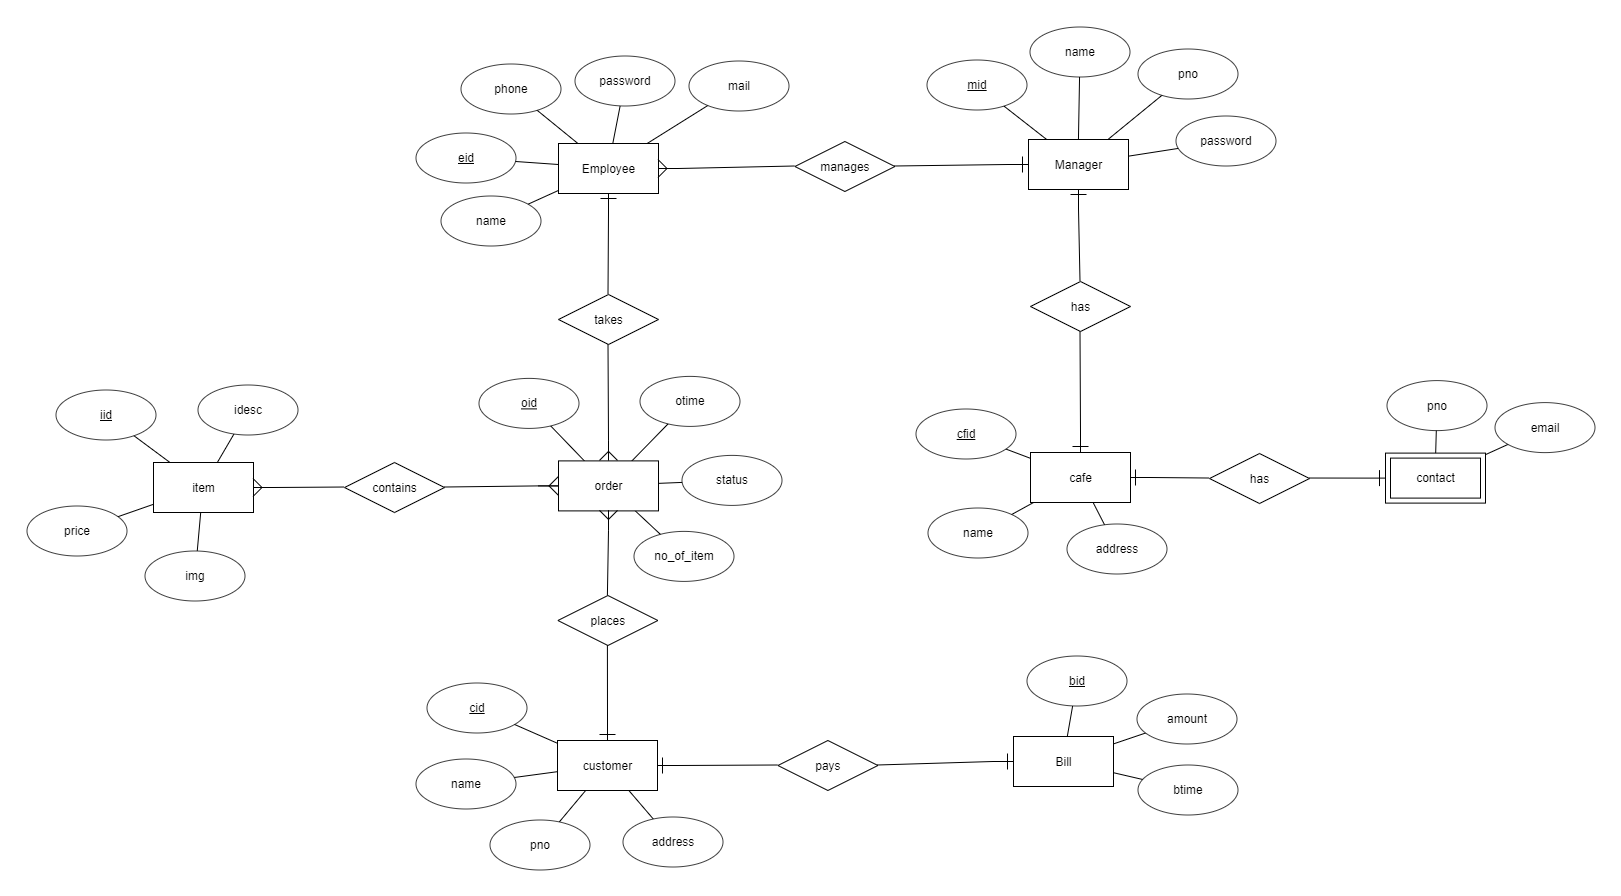 name
phone
password
mail
mid
pno
password
eid
Employee
manages
Manager
name
has
takes
iid
idesc
oid
otime
cfid
pno
email
item
contains
order
status
cafe
has
contact
price
img
no_of_item
name
address
places
cid
bid
amount
customer
pays
Bill
name
btime
pno
address